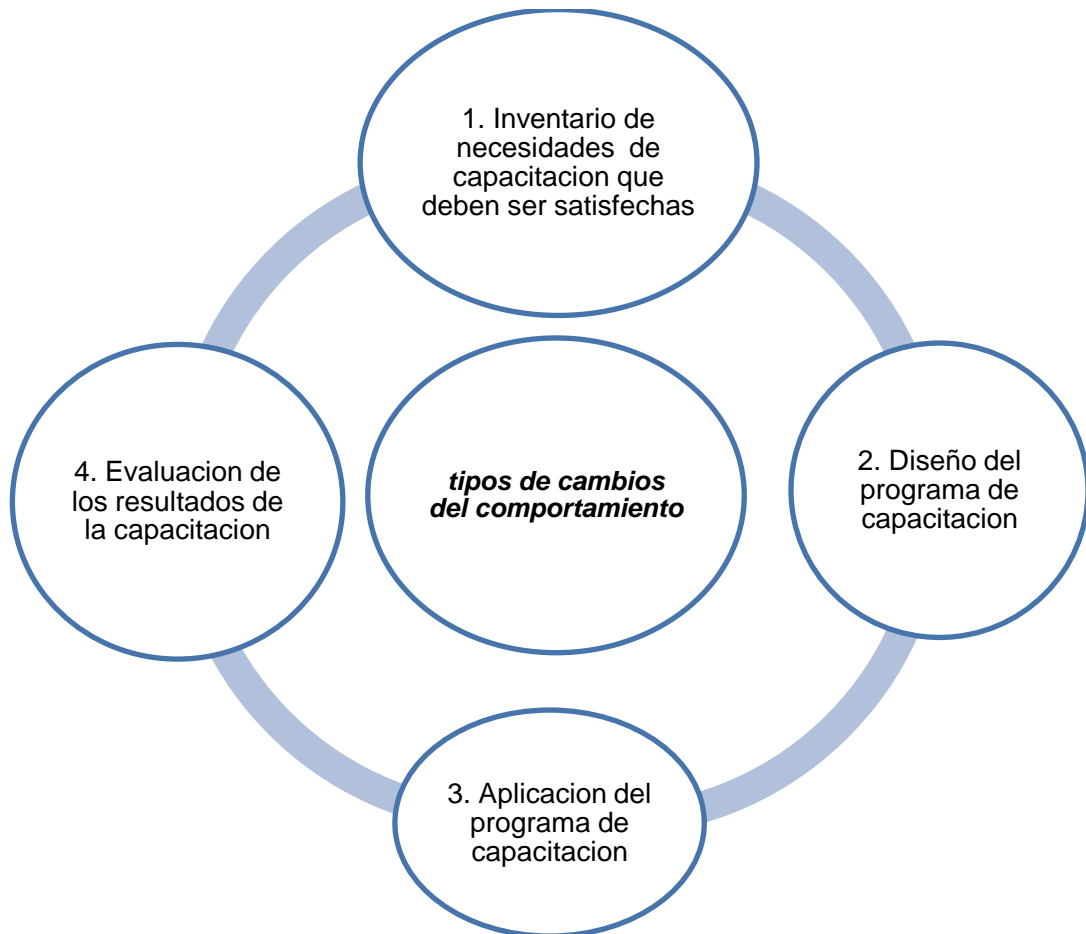 1. Inventario de
necesidades de
capacitacion que
deben ser satisfechas
2. Diseño del
programa de
capacitacion
3. Aplicacion del
programa de
capacitacion
4. Evaluacion de
los resultados de
la capacitacion
tipos de cambios
del comportamiento